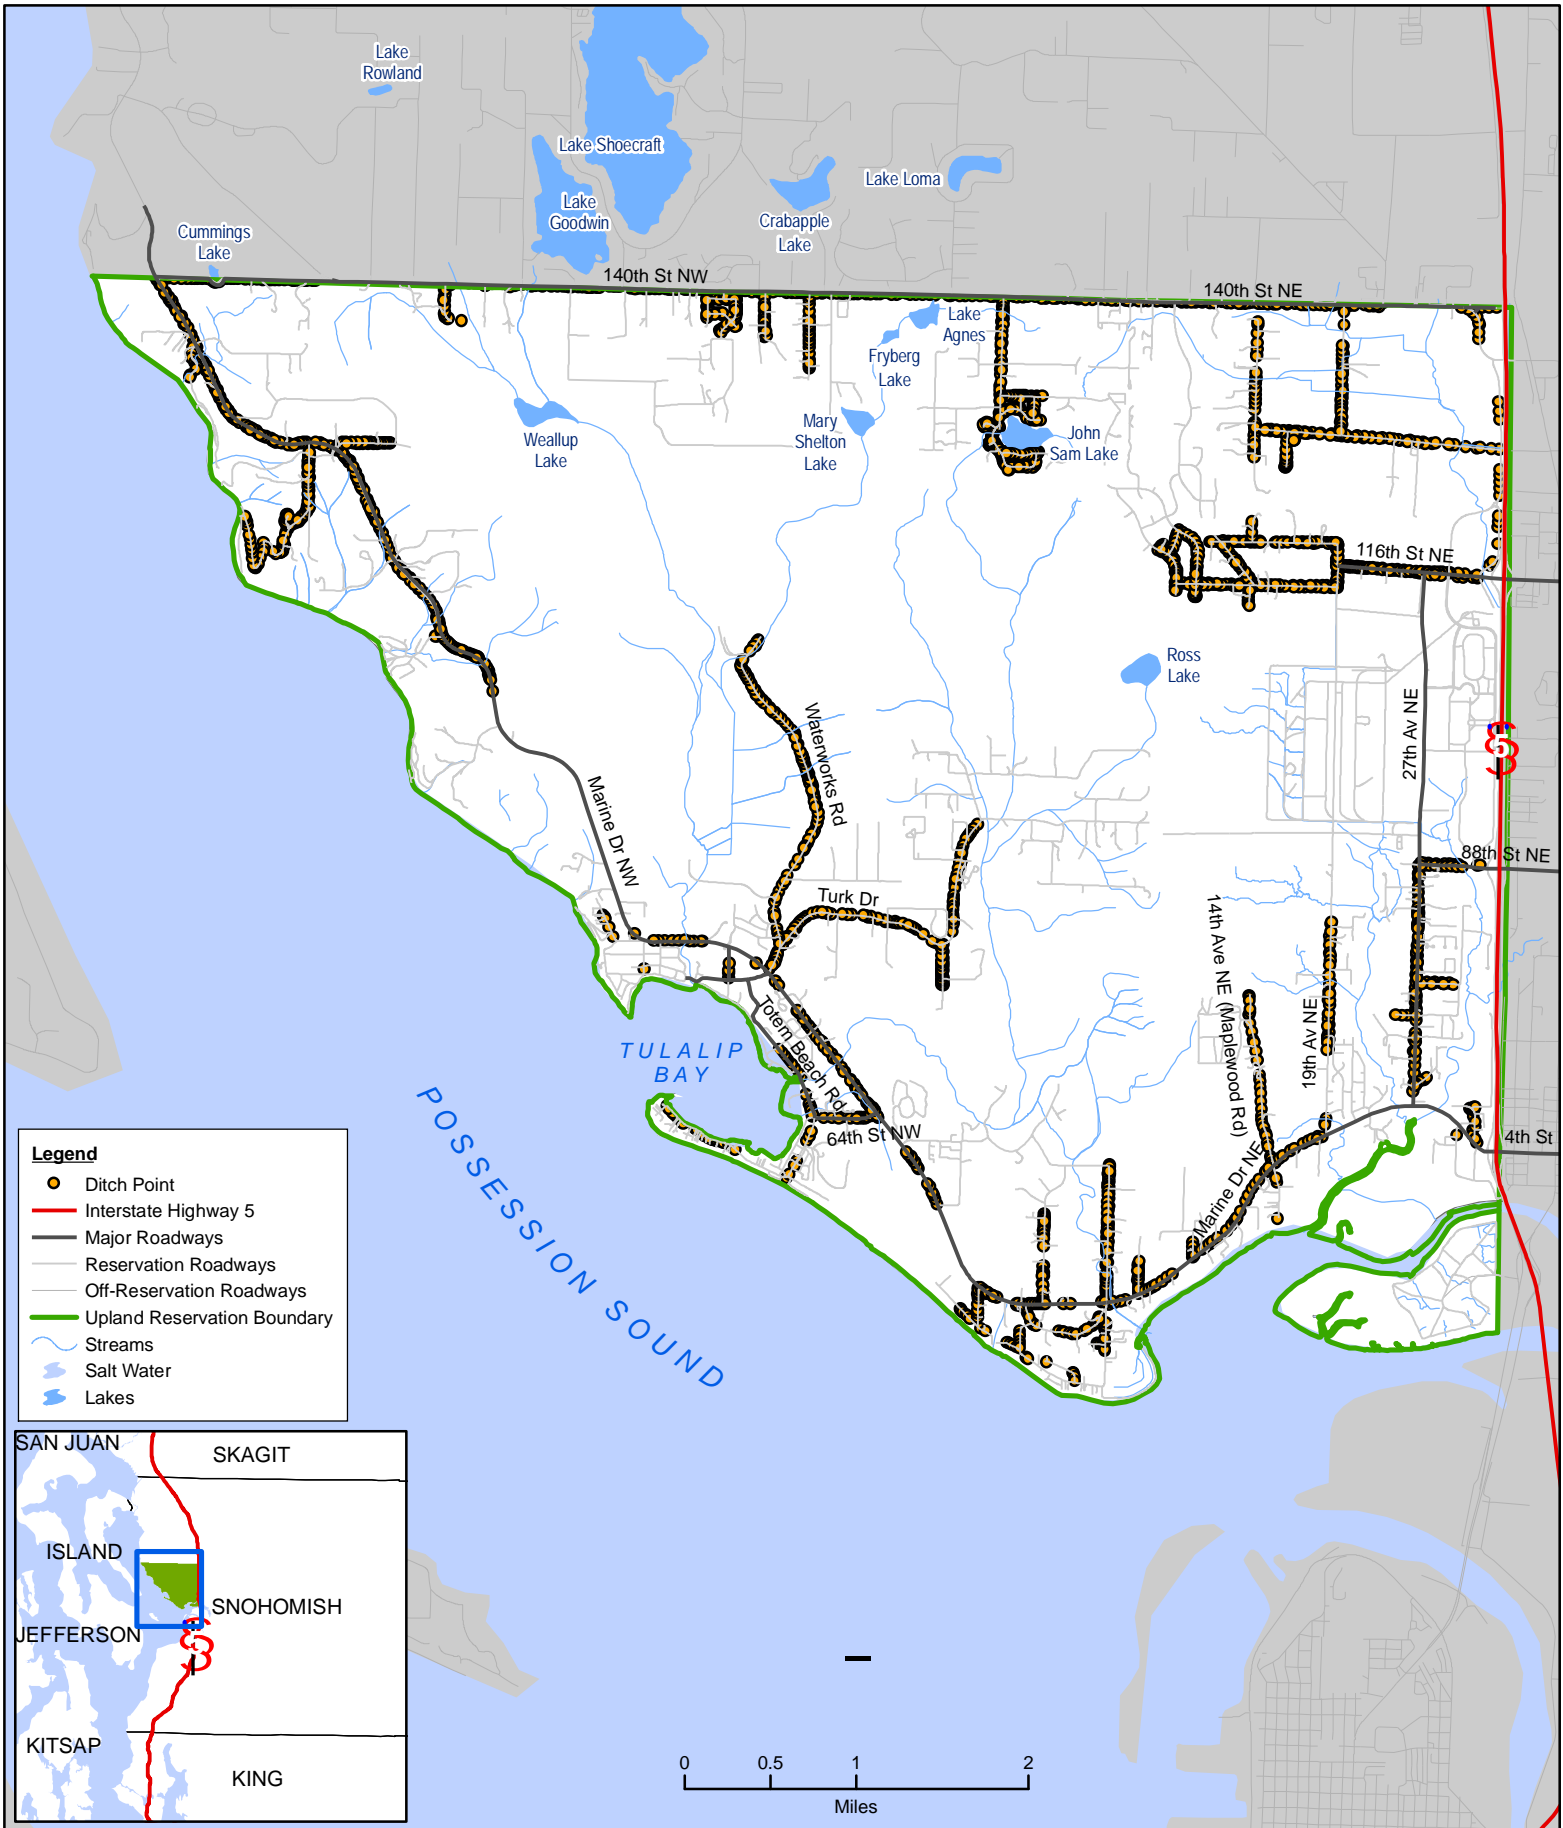 Lake
Rowland
Lake Shoecraft
Lake Loma
Lake
Goodwin
Crabapple
Lake
Cummings
Lake
140th St NW
140th St NE
Lake
Agnes
Fryberg
Lake
Weallup
Lake
Mary
Shelton
Lake
John
Sam Lake
116th St NE
Ross
Lake
27th Av NE
5
Waterworks Rd
Marine Dr NW
88th St NE
Turk Dr
14th Ave NE (Maplewood Rd)
19th Av NE
Totem Beach Rd
TULALIP
BAY
64th St NW
4th St
Marine Dr NE
POSSESSION SOUND
Legend
Ditch Point
Interstate Highway 5
Major Roadways
Reservation Roadways
Off-Reservation Roadways
Upland Reservation Boundary
Streams
Salt Water
Lakes
SAN JUAN
SKAGIT
ISLAND
SNOHOMISH
JEFFERSON
5
KITSAP
KING
0 0.5 1 2
Miles